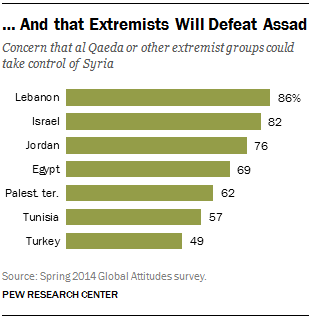 ... And that Extremists Will Defeat Assad
Concern that al Qaeda or other extremist groups could
take control of Syria
Lebanon 86%
Israel 82
Jordan 76
Egypt 69
Palest. ter. 62
Tunisia 57
Turkey 49
Source: Spring 2014 Global Attitudes survey.
PEW RESEARCH CENTER